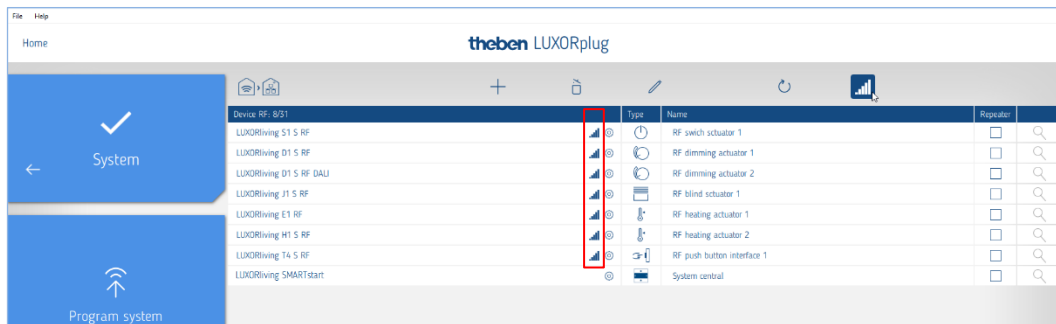 File Help
Home
theben LUXORplug
System
Program system
Device RF: 8/31 Type Name Repeater
LUXORliving S1 S RF RF swich sctuator 1
LUXORliving D1 S RF RF dimming actuator 1
LUXORliving D1 S RF DALI RF dimming actuator 2
LUXORliving J1 S RF RF blind sctuator 1
LUXORliving E1 RF RF heating actuator 1
LUXORliving H1 S RF RF heating actuator 2
LUXORliving T4 S RF RF push button interface 1
LUXORliving SMARTstart System central